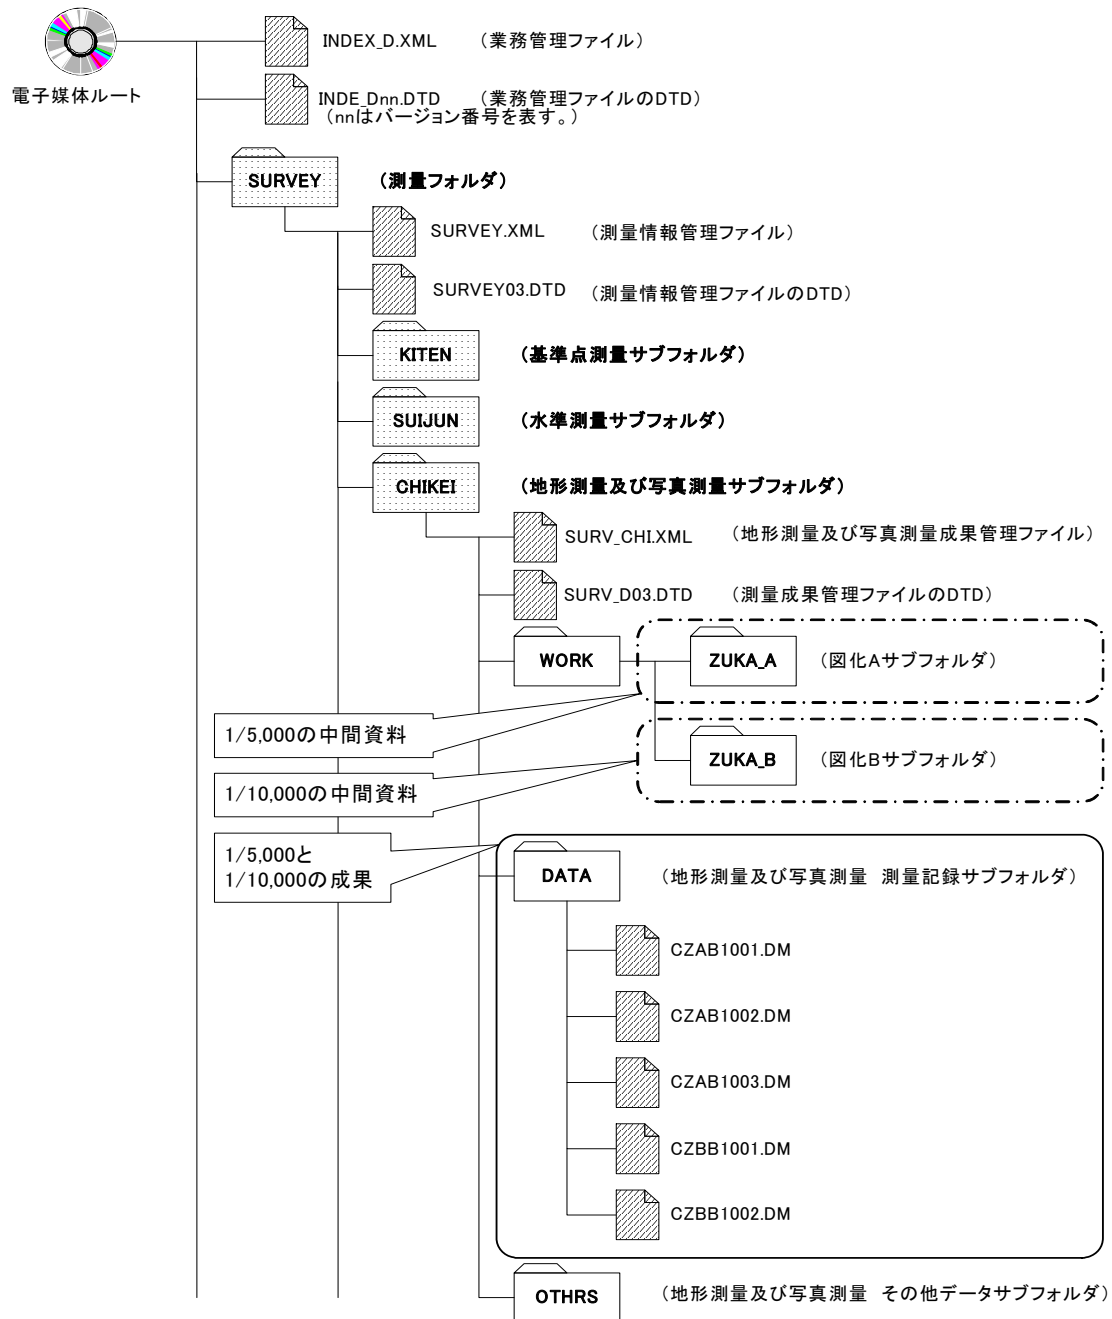 INDEX_D.XML （業務管理ファイル）
電子媒体ルート
INDE_Dnn.DTD （業務管理ファイルのDTD）
（nnはバージョン番号を表す。）
SURVEY （測量フォルダ）
SURVEY.XML （測量情報管理ファイル）
SURVEY03.DTD （測量情報管理ファイルのDTD）
KITEN （基準点測量サブフォルダ）
SUIJUN （水準測量サブフォルダ）
CHIKEI （地形測量及び写真測量サブフォルダ）
SURV_CHI.XML （地形測量及び写真測量成果管理ファイル）
SURV_D03.DTD （測量成果管理ファイルのDTD）
WORK ZUKA_A （図化Aサブフォルダ）
1/5,000の中間資料
ZUKA_B （図化Bサブフォルダ）
1/10,000の中間資料
1/5,000と
1/10,000の成果
DATA （地形測量及び写真測量 測量記録サブフォルダ）
CZAB1001.DM
CZAB1002.DM
CZAB1003.DM
CZBB1001.DM
CZBB1002.DM
OTHRS （地形測量及び写真測量 その他データサブフォルダ）